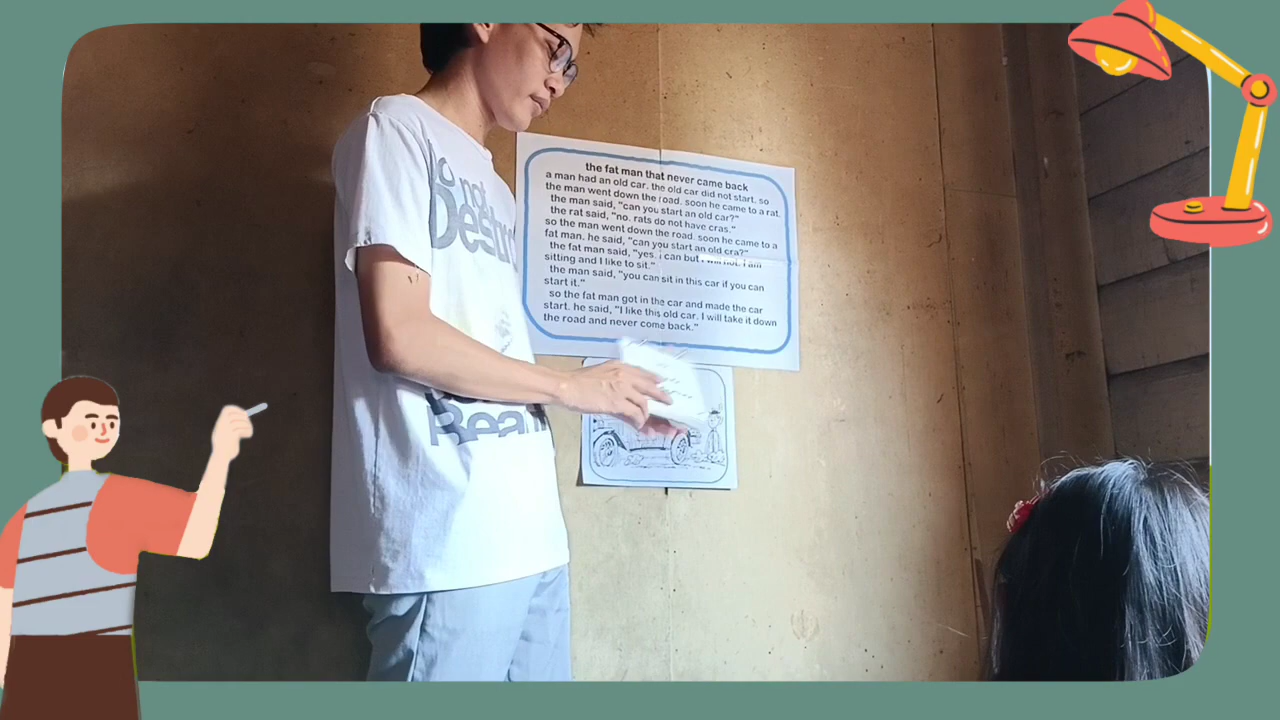 Do not
Destro
Bea
the fat man that never came back
a man had an old car. the old car did not start. so
the man went down the road. soon he came to a rat.
the man said, "can you start an old car?"
the rat said, "no. rats do not have cras."
so the man went down the road. soon he came to a
fat man. he said, "can you start an old cra?"
the fat man said, "yes. i can but i will not. I am
sitting and I like to sit."
the man said, "you can sit in this car if you can
start it."
so the fat man got in the car and made the car
start. he said, "I like this old car. I will take it down
the road and never come back."